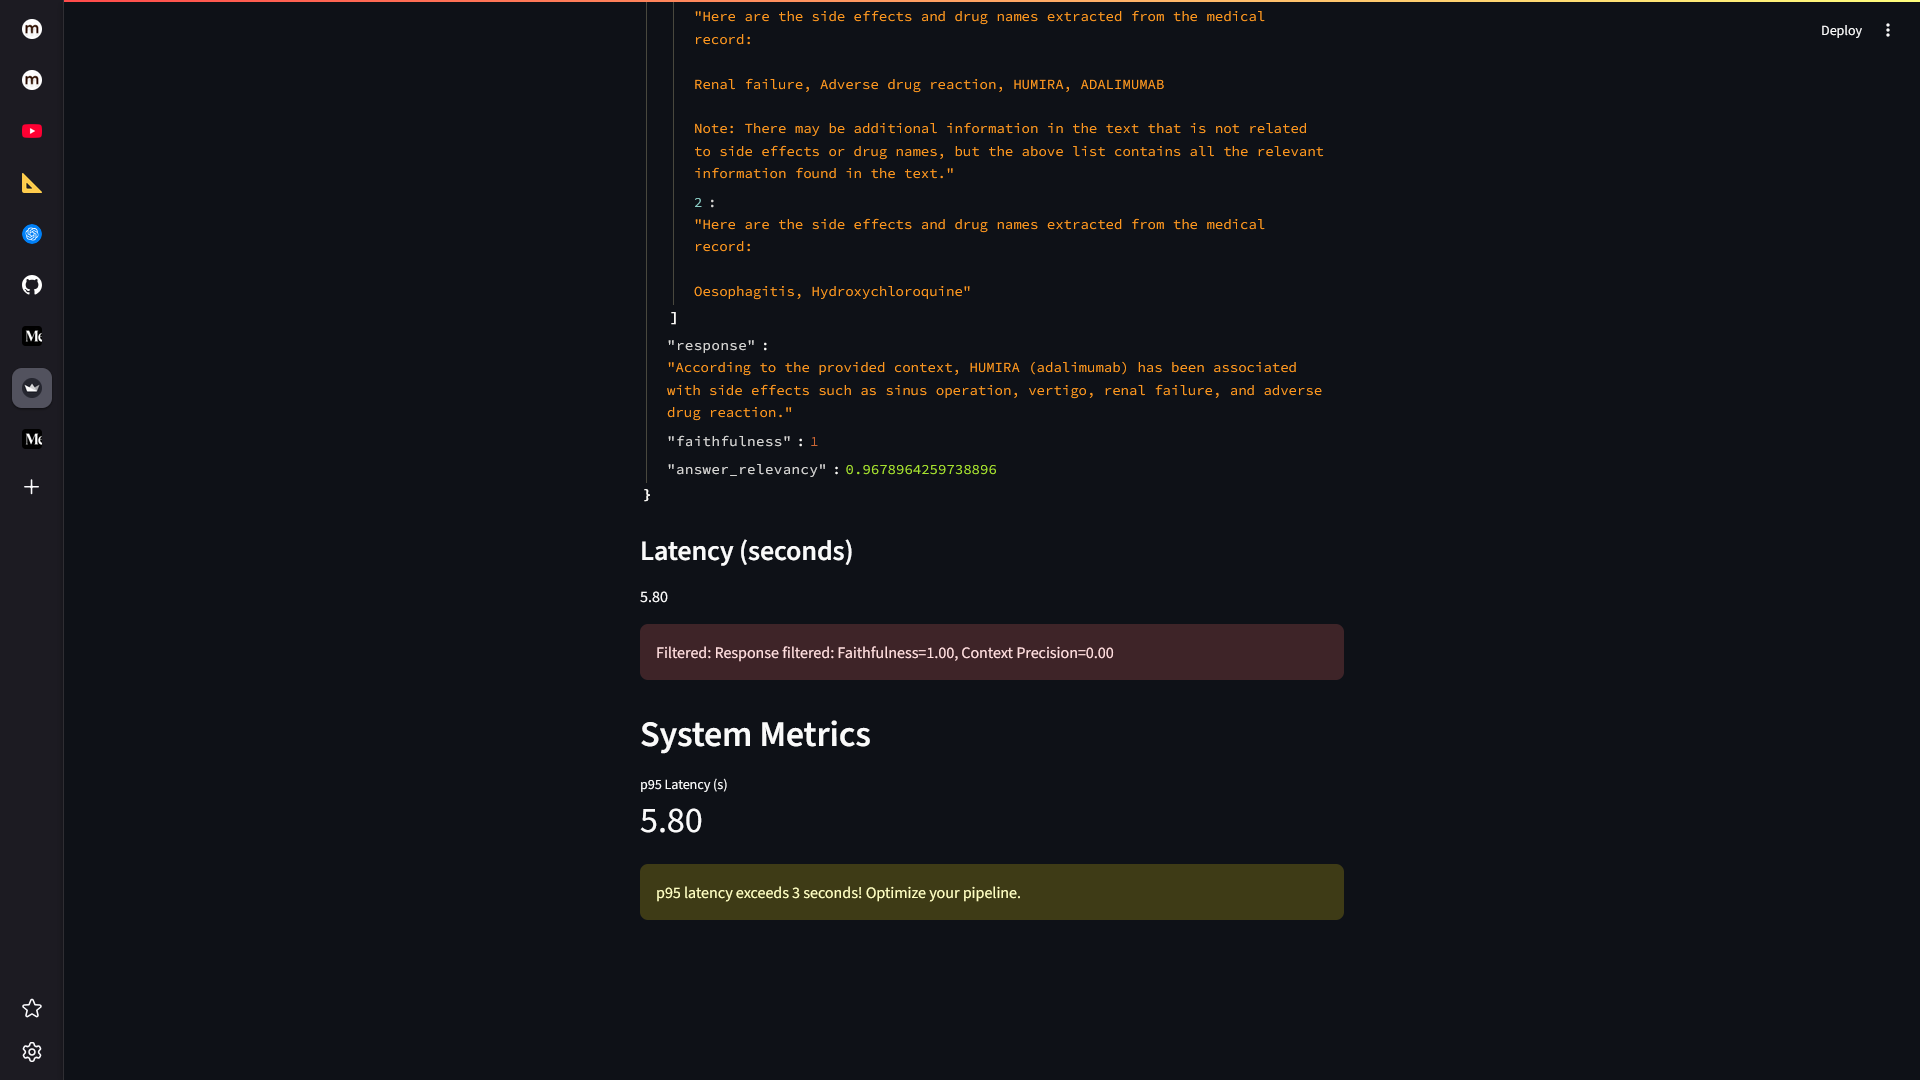 "Here are the side effects and drug names extracted from the medical
record:
Deploy
Renal failure, Adverse drug reaction, HUMIRA, ADALIMUMAB
Note: There may be additional information in the text that is not related
to side effects or drug names, but the above list contains all the relevant
information found in the text."
2 :
"Here are the side effects and drug names extracted from the medical
record:
Oesophagitis, Hydroxychloroquine"
]
"response" :
"According to the provided context, HUMIRA (adalimumab) has been associated
with side effects such as sinus operation, vertigo, renal failure, and adverse
drug reaction."
"faithfulness" : 1
"answer_relevancy" : 0.9678964259738896
}
Latency (seconds)
5.80
Filtered: Response filtered: Faithfulness=1.00, Context Precision=0.00
System Metrics
p95 Latency (s)
5.80
p95 latency exceeds 3 seconds! Optimize your pipeline.